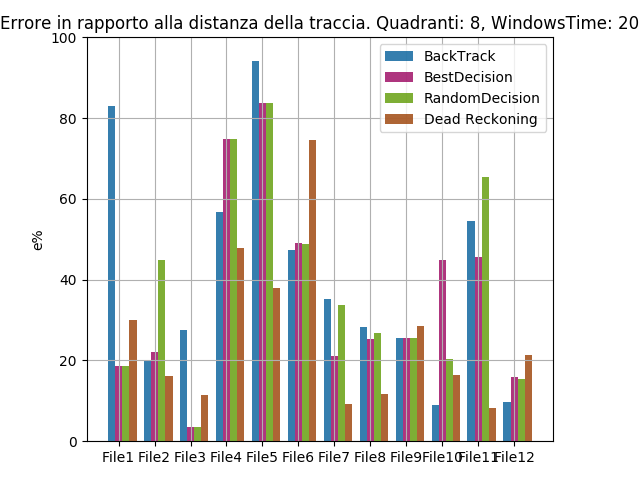 Errore in rapporto alla distanza della traccia. Quadranti: 8, WindowsTime: 20
100
80
60
40
20
0
e%
BackTrack
BestDecision
RandomDecision
Dead Reckoning
File1 File2 File3 File4 File5 File6 File7 File8 File9 File10 File11 File12